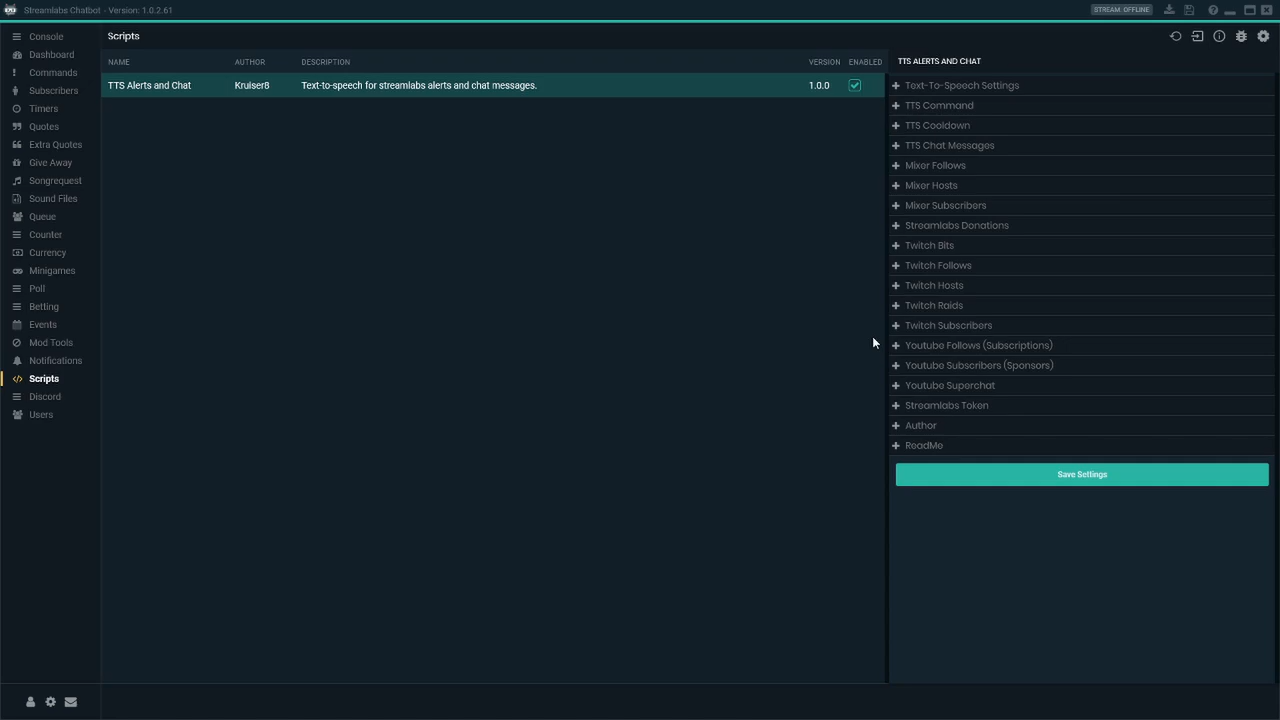 Streamlabs Chatbot - Version: 1.0.2.61
STREAM: OFFLINE
Console
Dashboard
Commands
Subscribers
Timers
Quotes
Extra Quotes
Give Away
Songrequest
Sound Files
Queue
Counter
Currency
Minigames
Poll
Betting
Events
Mod Tools
Notifications
Scripts
Discord
Users
Scripts
NAME AUTHOR DESCRIPTION VERSION ENABLED
TTS Alerts and Chat Kruiser8 Text-to-speech for streamlabs alerts and chat messages. 1.0.0
TTS ALERTS AND CHAT
Text-To-Speech Settings
TTS Command
TTS Cooldown
TTS Chat Messages
Mixer Follows
Mixer Hosts
Mixer Subscribers
Streamlabs Donations
Twitch Bits
Twitch Follows
Twitch Hosts
Twitch Raids
Twitch Subscribers
Youtube Follows (Subscriptions)
Youtube Subscribers (Sponsors)
Youtube Superchat
Streamlabs Token
Author
ReadMe
Save Settings